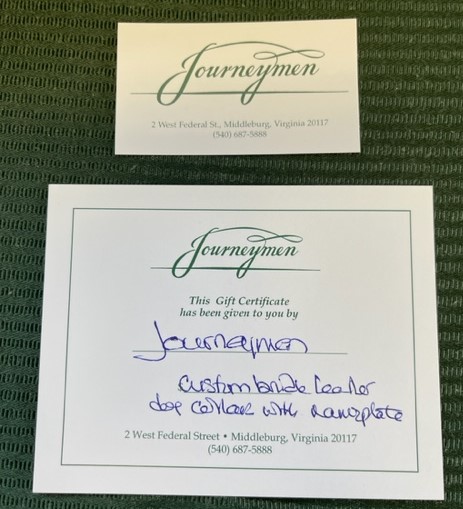 Journeymen
2 West Federal St., Middleburg, Virginia 20117
(540) 687-5888
Journeymen
This Gift Certificate
has been given to you by
Journeymen
custom bridle leather
dog collar with nameplate
2 West Federal Street • Middleburg, Virginia 20117
(540) 687-5888